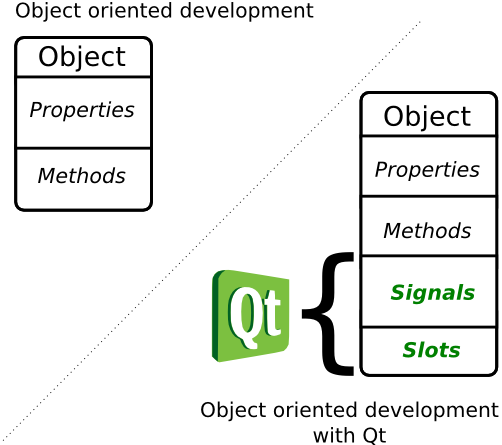 Object oriented development
Object
Properties
Methods
Object
Properties
Methods
Signals
Slots
Qt
Object oriented development
with Qt